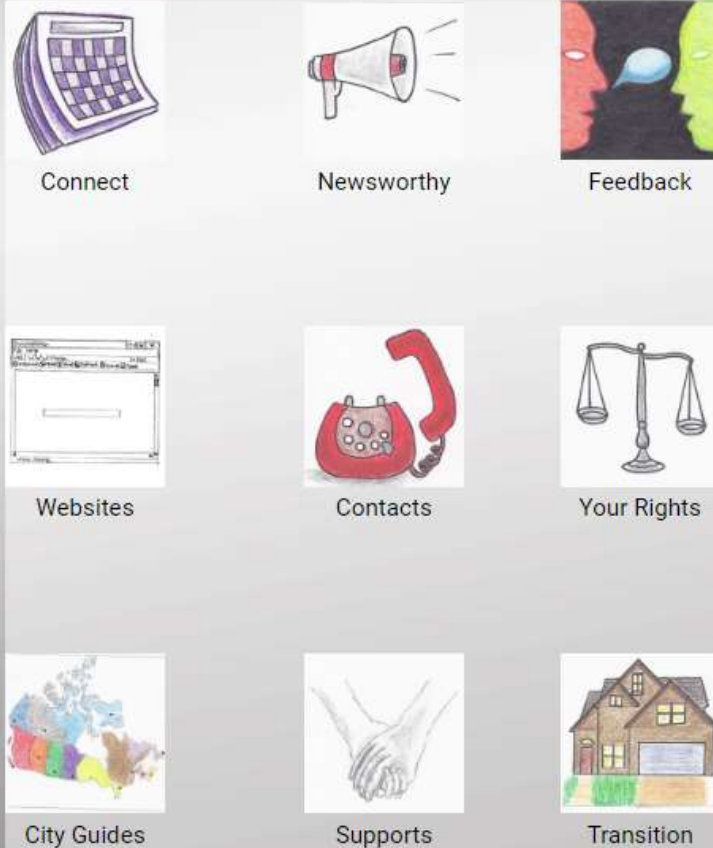 Connect
Newsworthy
Feedback
Websites
Contacts
Your Rights
City Guides
Supports
Transition